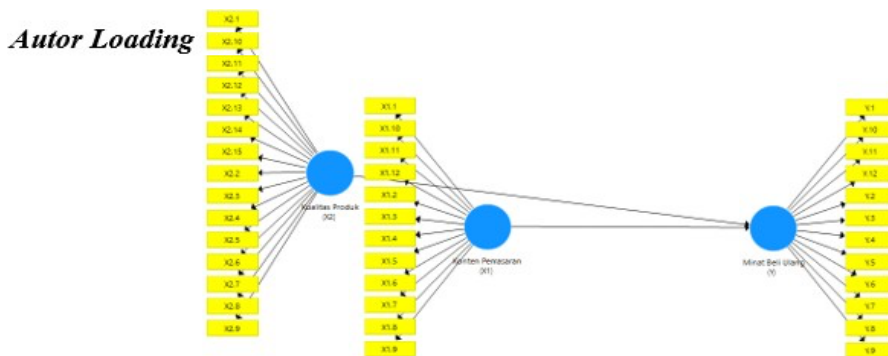 Autor Loading
X2.1
X2.10
X2.11
X2.12
X2.13
X2.14
X2.15
X2.2
X2.3
X2.4
X2.5
X2.6
X2.7
X2.8
X2.9
Kualitas Produk
(X2)
X1.1
X1.10
X1.11
X1.12
X1.2
X1.3
X1.4
X1.5
X1.6
X1.7
X1.8
X1.9
Konten Pemasaran
(X1)
Minat Beli Ulang
(Y)
Y.1
Y.10
Y.11
Y.12
Y.2
Y.3
Y.4
Y.5
Y.6
Y.7
Y.8
Y.9